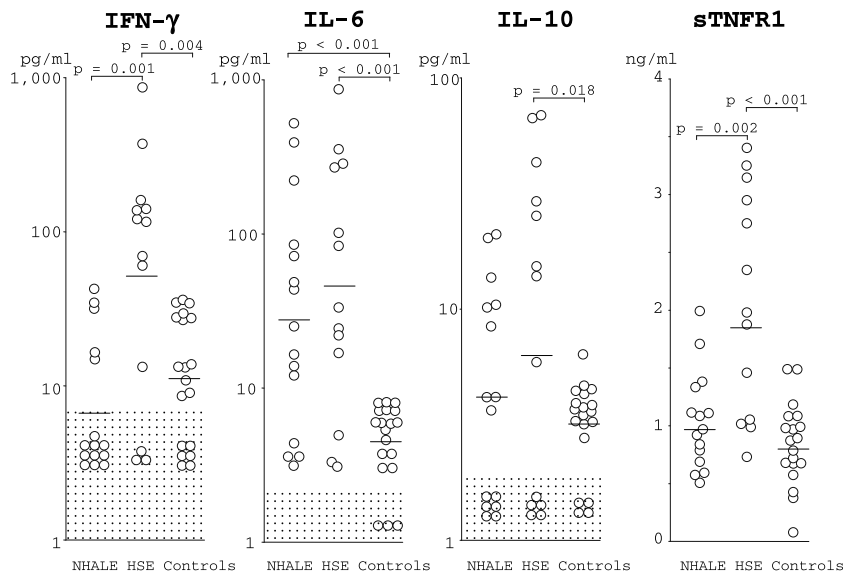 IFN-γ IL-6 IL-10 sTNFR1
p = 0.004 p < 0.001
pg/ml pg/ml pg/ml ng/ml
p = 0.001 p < 0.001
1,000 1,000 100 4
p = 0.018 p < 0.001
p = 0.002
3
100 100
10 2
10 10
1
1 1 1 0
NHALE HSE Controls NHALE HSE Controls NHALE HSE Controls NHALE HSE Controls